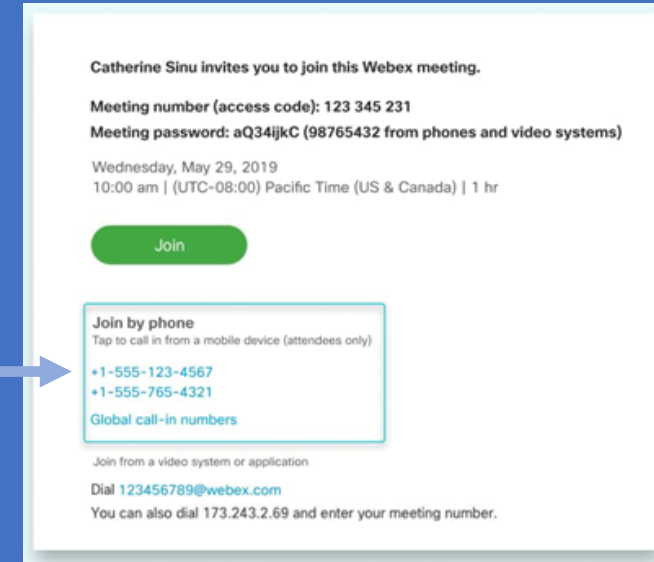 Catherine Sinu invites you to join this Webex meeting.
Meeting number (access code): 123 345 231
Meeting password: aQ34ijkC (98765432 from phones and video systems)
Wednesday, May 29, 2019
10:00 am | (UTC-08:00) Pacific Time (US & Canada) | 1 hr
Join
Join by phone
Tap to call in from a mobile device (attendees only)
+1-555-123-4567
+1-555-765-4321
Global call-in numbers
Join from a video system or application
Dial 123456789@webex.com
You can also dial 173.243.2.69 and enter your meeting number.